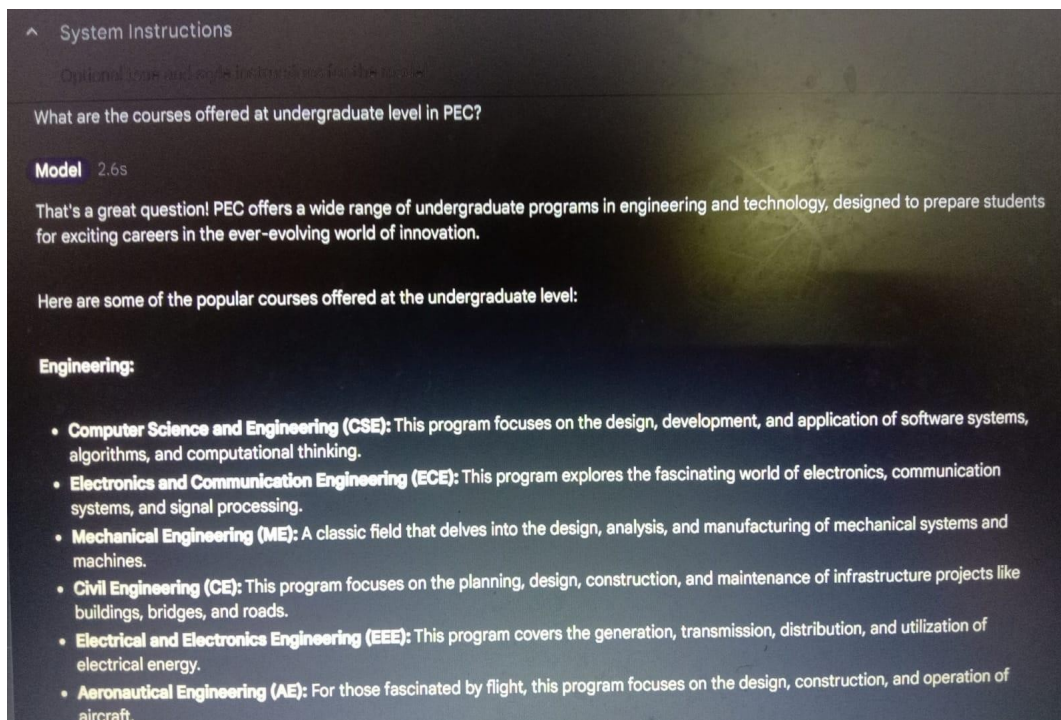 System Instructions
Optional tone and style instructions for the model
What are the courses offered at undergraduate level in PEC?
Model 2.6s
That's a great question! PEC offers a wide range of undergraduate programs in engineering and technology, designed to prepare students
for exciting careers in the ever-evolving world of innovation.
Here are some of the popular courses offered at the undergraduate level:
Engineering:
• Computer Science and Engineering (CSE): This program focuses on the design, development, and application of software systems,
algorithms, and computational thinking.
• Electronics and Communication Engineering (ECE): This program explores the fascinating world of electronics, communication
systems, and signal processing.
• Mechanical Engineering (ME): A classic field that delves into the design, analysis, and manufacturing of mechanical systems and
machines.
• Civil Engineering (CE): This program focuses on the planning, design, construction, and maintenance of infrastructure projects like
buildings, bridges, and roads.
• Electrical and Electronics Engineering (EEE): This program covers the generation, transmission, distribution, and utilization of
electrical energy.
• Aeronautical Engineering (AE): For those fascinated by flight, this program focuses on the design, construction, and operation of
aircraft.